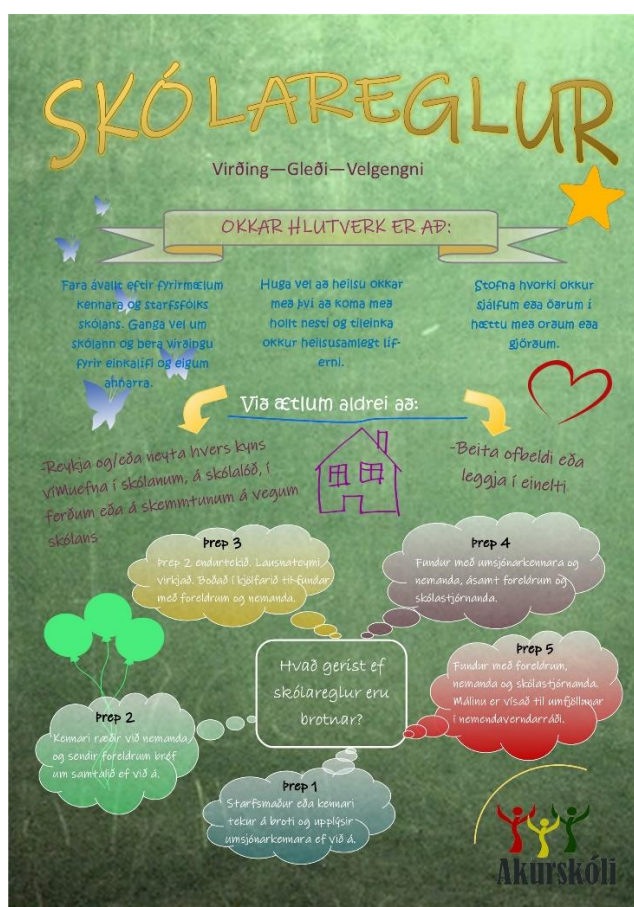 SKÓLAREGLUR
Virðing—Gleði—Velgengni
OKKAR HLUTVERK ER AÐ:
Fara ávallt eftir fyrirmælum
kennara og starfsfólks
skólans. Ganga vel um
skólann og bera virðingu
fyrir einkalífi og eigum
annarra.
Huga vel að heilsu okkar
með því að koma með
hollt nesti og tileinka
okkur heilsusamlegt líf-
erni.
Stofna hvorki okkur
sjálfum eða öðrum í
hættu með orðum eða
gjörðum.
Við ætlum aldrei að:
-Reykja og/eða neyta hvers kyns
vímuefna í skólanum, á skólalóð, í
ferðum eða á skemmtunum á vegum
skólans
-Beita ofbeldi eða
leggja í einelti
Hvað gerist ef
skólareglur eru
brotnar?
Þrep 1
Starfsmaður eða kennari
tekur á broti og upplýsir
umsjónarkennara ef við á.
Þrep 2
Kennari ræðir við nemanda,
og sendir foreldrum bréf
um samtalið ef við á.
Þrep 3
Þrep 2 endurtekið. Lausnateymi
virkjað. Boðað í kjölfarið til fundar
með foreldrum og nemanda.
Þrep 4
Fundur með umsjónarkennara og
nemanda, ásamt foreldrum og
skólastjórnanda.
Þrep 5
Fundur með foreldrum,
nemanda og skólastjórnanda.
Málinu er vísað til umfjöllunar
í nemendaverndarráði.
Akurskóli